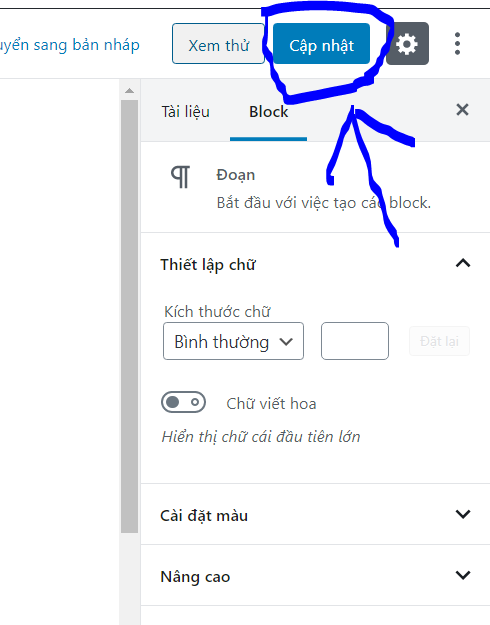 uyển sang bản nháp Xem thử Cập nhật
Tài liệu Block
Đoạn
Bắt đầu với việc tạo các block.
Thiết lập chữ
Kích thước chữ
Bình thường Đặt lại
Chữ viết hoa
Hiển thị chữ cái đầu tiên lớn
Cài đặt màu
Nâng cao